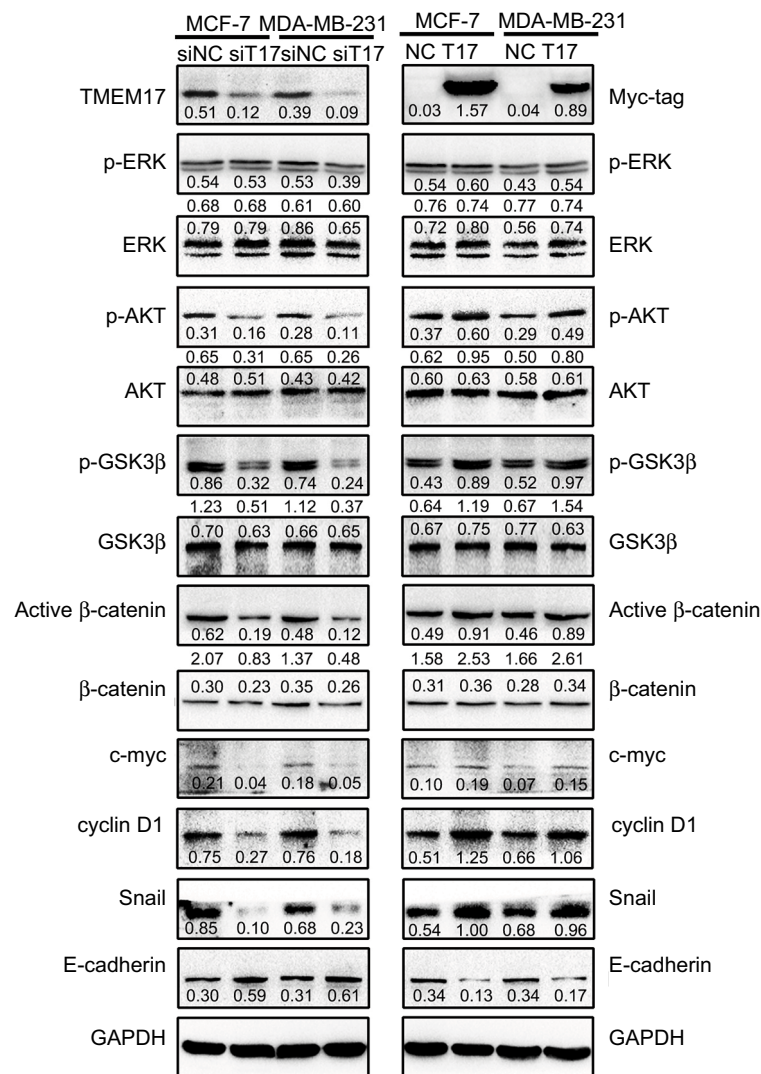 MCF-7 MDA-MB-231 MCF-7 MDA-MB-231
siNC siT17 siNC siT17 NC T17 NC T17
TMEM17 0.51 0.12 0.39 0.09 0.03 1.57 0.04 0.89 Myc-tag
p-ERK 0.54 0.53 0.53 0.39 0.54 0.60 0.43 0.54 p-ERK
0.68 0.68 0.61 0.60 0.76 0.74 0.77 0.74
ERK 0.79 0.79 0.86 0.65 0.72 0.80 0.56 0.74 ERK
p-AKT 0.31 0.16 0.28 0.11 0.37 0.60 0.29 0.49 p-AKT
0.65 0.31 0.65 0.26 0.62 0.95 0.50 0.80
AKT 0.48 0.51 0.43 0.42 0.60 0.63 0.58 0.61 AKT
p-GSK3β 0.86 0.32 0.74 0.24 0.43 0.89 0.52 0.97 p-GSK3β
1.23 0.51 1.12 0.37 0.64 1.19 0.67 1.54
GSK3β 0.70 0.63 0.66 0.65 0.67 0.75 0.77 0.63 GSK3β
Active β-catenin 0.62 0.19 0.48 0.12 0.49 0.91 0.46 0.89 Active β-catenin
2.07 0.83 1.37 0.48 1.58 2.53 1.66 2.61
β-catenin 0.30 0.23 0.35 0.26 0.31 0.36 0.28 0.34 β-catenin
c-myc 0.21 0.04 0.18 0.05 0.10 0.19 0.07 0.15 c-myc
cyclin D1 0.75 0.27 0.76 0.18 0.51 1.25 0.66 1.06 cyclin D1
Snail 0.85 0.10 0.68 0.23 0.54 1.00 0.68 0.96 Snail
E-cadherin 0.30 0.59 0.31 0.61 0.34 0.13 0.34 0.17 E-cadherin
GAPDH GAPDH